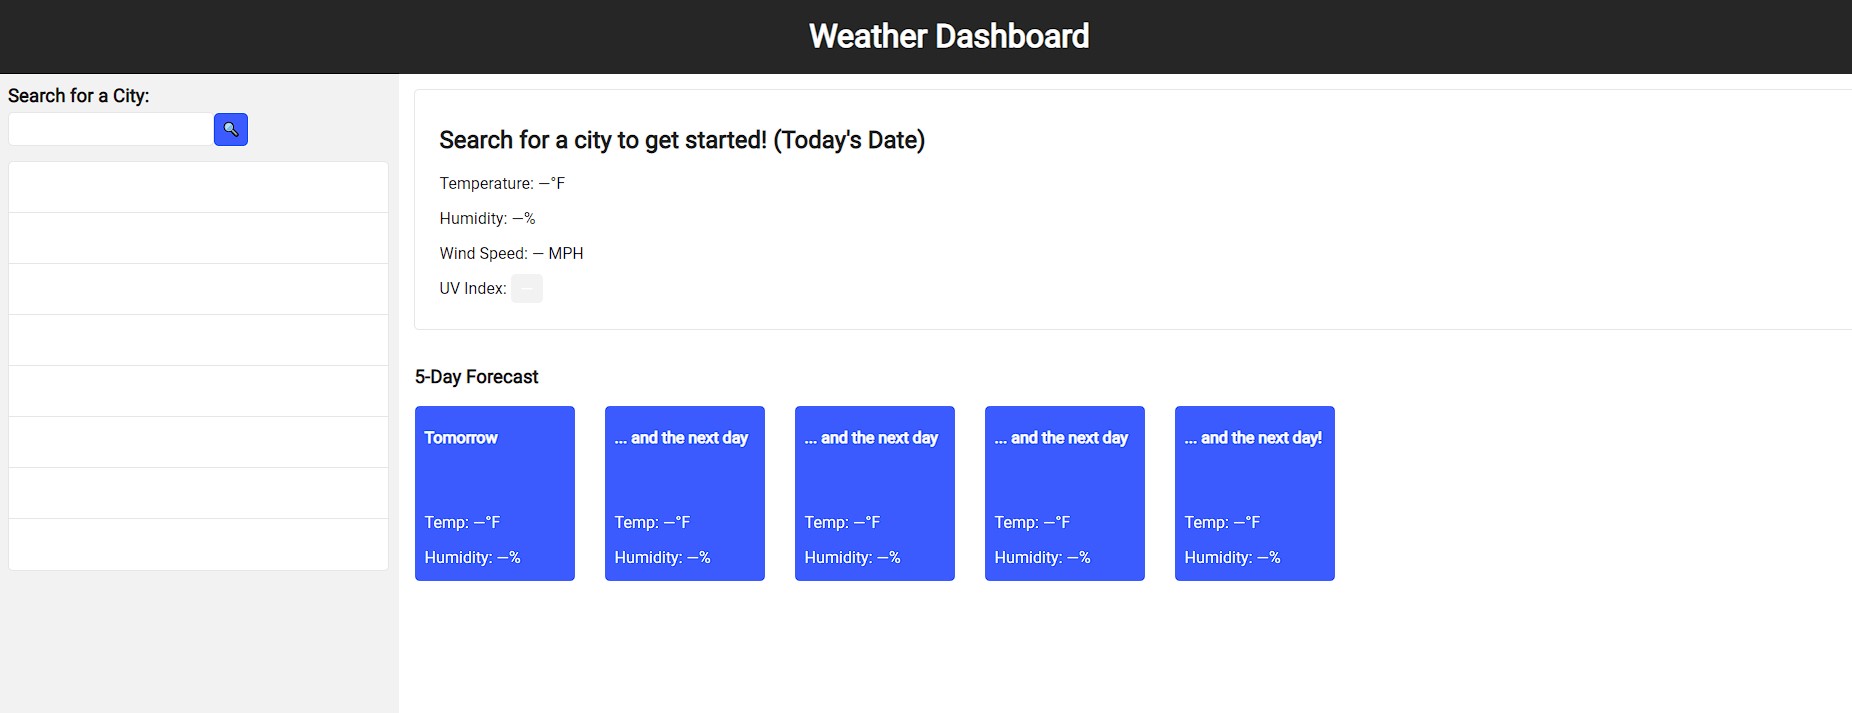 Weather Dashboard
Search for a City:
Search for a city to get started! (Today's Date)
Temperature: —°F
Humidity: —%
Wind Speed: — MPH
UV Index: —
5-Day Forecast
Tomorrow
Temp: —°F
Humidity: —%
... and the next day
Temp: —°F
Humidity: —%
... and the next day
Temp: —°F
Humidity: —%
... and the next day
Temp: —°F
Humidity: —%
... and the next day!
Temp: —°F
Humidity: —%